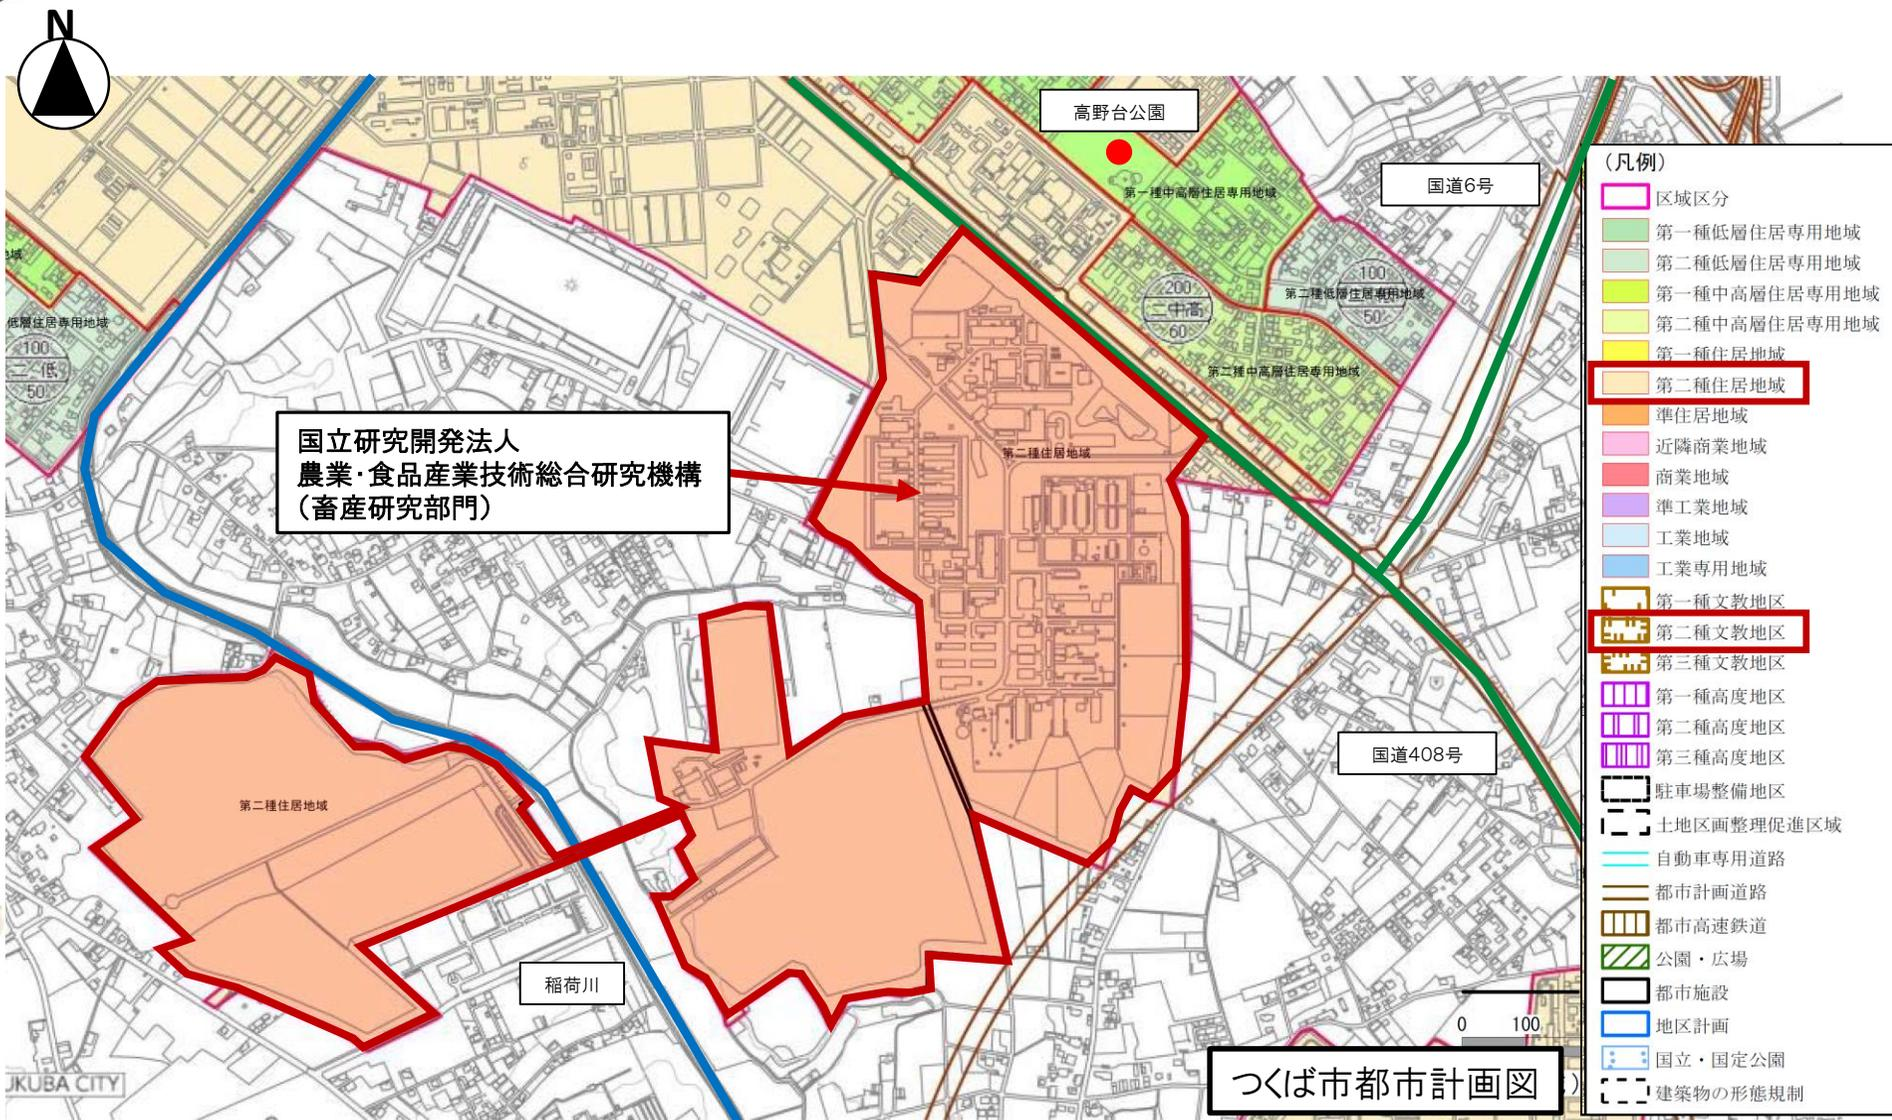 N
高野台公園
国道6号
第一種中高層住居専用地域
100
第二種低層住居専用地域
50
200
二中高
60
第二種中高層住居専用地域
低層住居専用地域
100
二 低
50
国立研究開発法人
農業・食品産業技術総合研究機構
（畜産研究部門）
第二種住居地域
国道408号
第二種住居地域
稲荷川
0 100
つくば市都市計画図
UKUBA CITY
（凡例）
区域区分
第一種低層住居専用地域
第二種低層住居専用地域
第一種中高層住居専用地域
第二種中高層住居専用地域
第一種住居地域
第二種住居地域
準住居地域
近隣商業地域
商業地域
準工業地域
工業地域
工業専用地域
第一種文教地区
第二種文教地区
第三種文教地区
第一種高度地区
第二種高度地区
第三種高度地区
駐車場整備地区
土地区画整理促進区域
自動車専用道路
都市計画道路
都市高速鉄道
公園・広場
都市施設
地区計画
国立・国定公園
建築物の形態規制